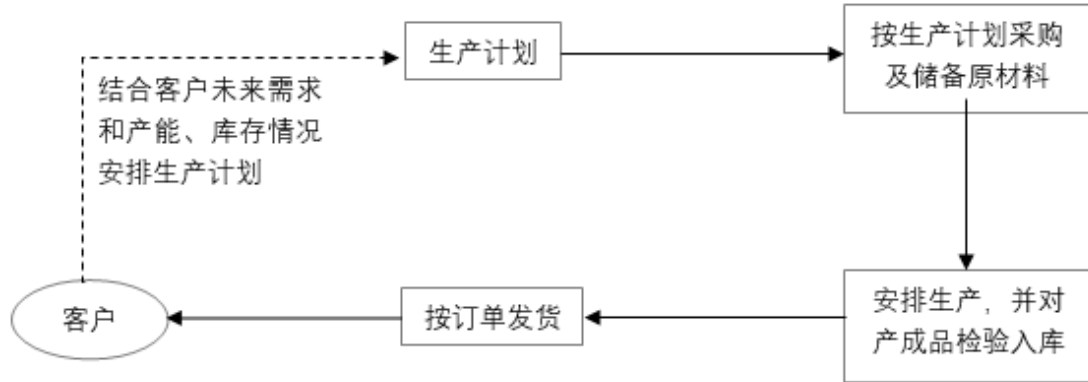 生产计划
按生产计划采购
及储备原材料
结合客户未来需求
和产能、库存情况
安排生产计划
安排生产，并对
产成品检验入库
按订单发货
客户